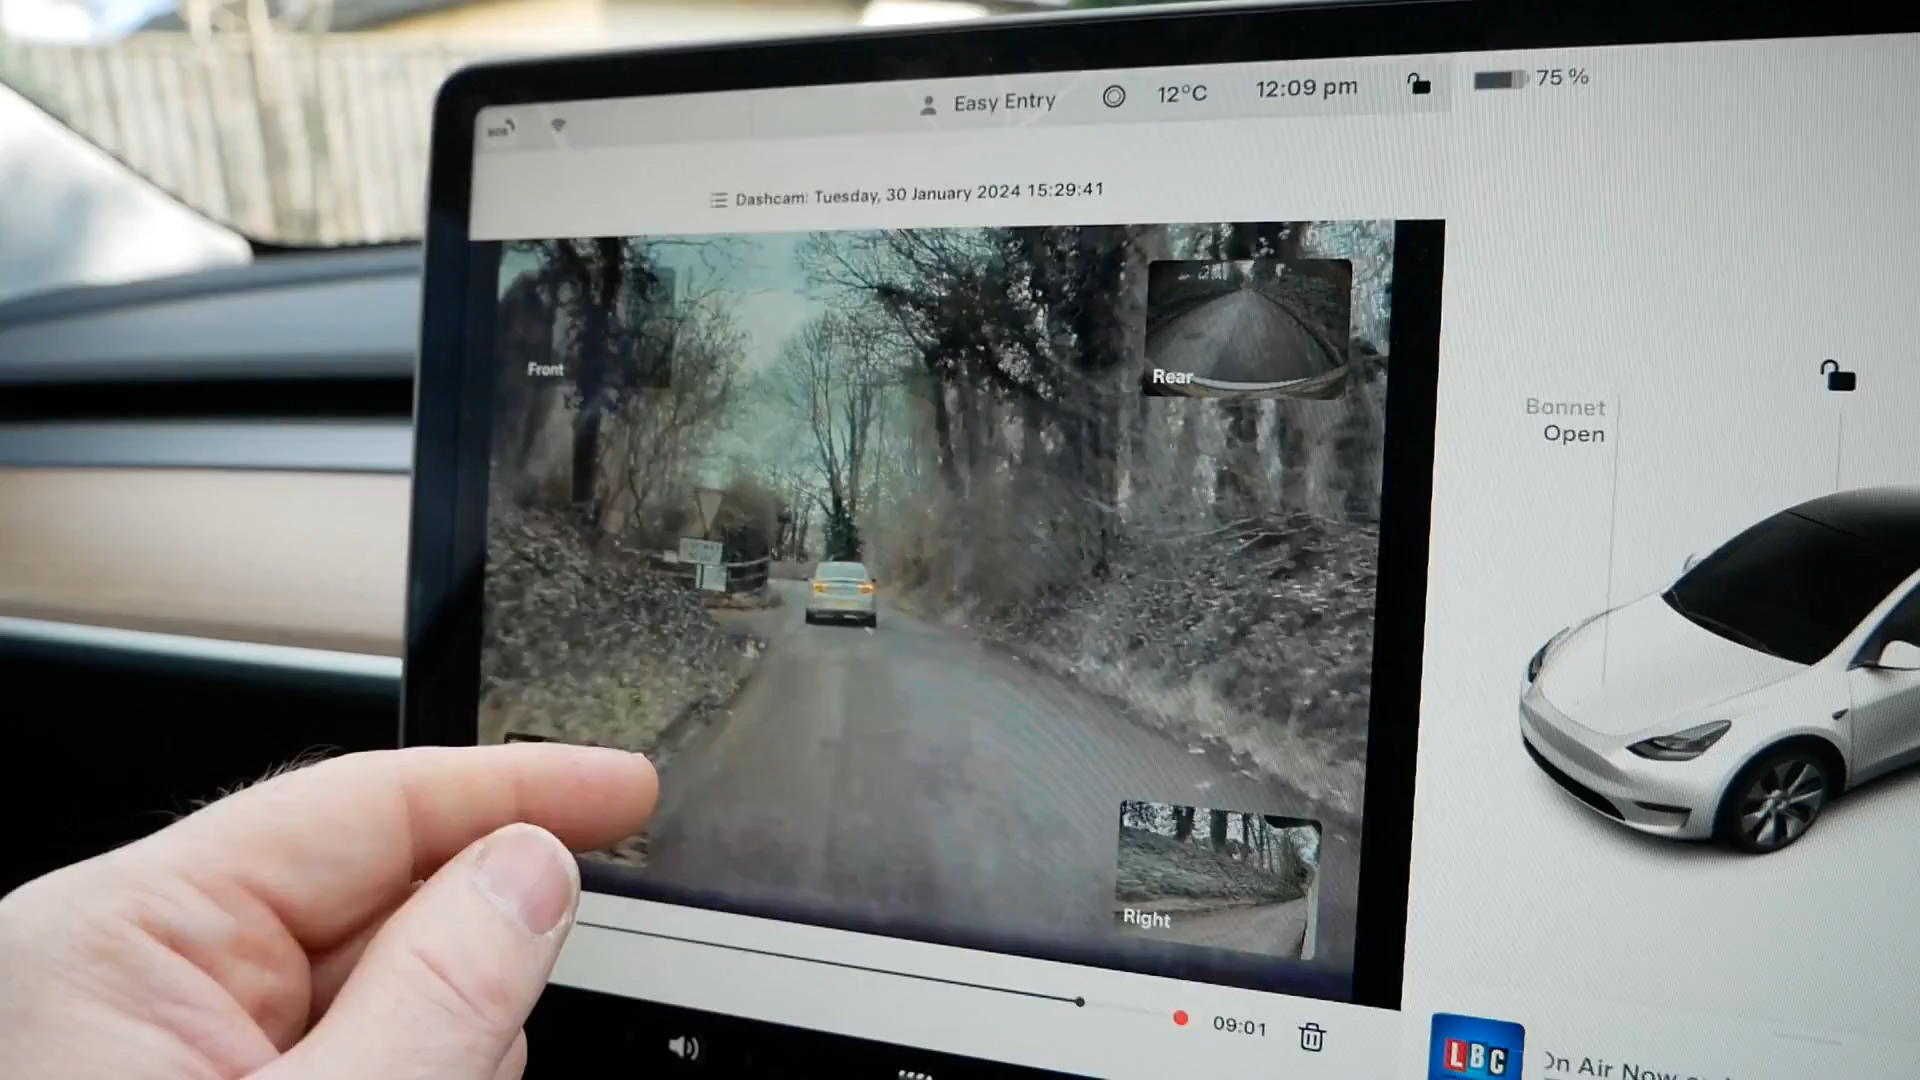 SOS
Easy Entry
12°C
12:09 pm
75 %
Dashcam: Tuesday, 30 January 2024 15:29:41
Front
Rear
Right
Bonnet
Open
09:01
LBC
On Air Now